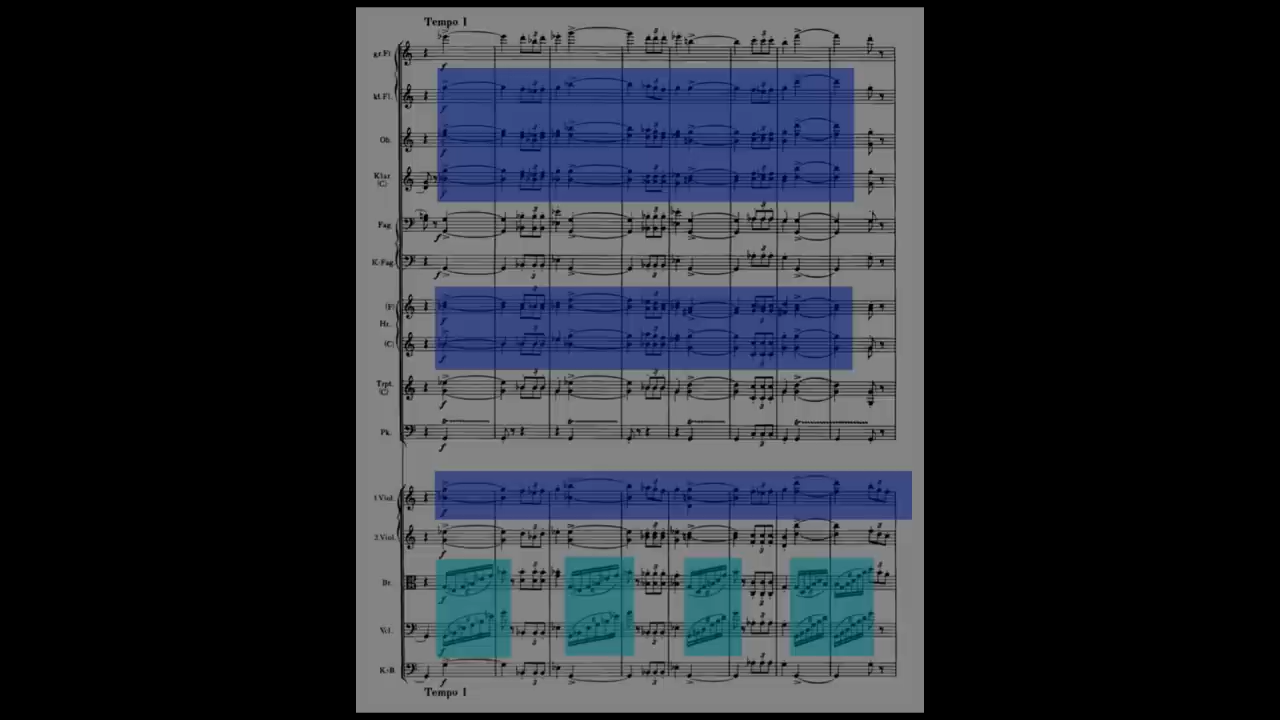 Tempo I
gr.Fl.
kl.Fl.
Ob.
Klar.
(C)
Fag.
K-Fag.
(F)
Hr.
(C)
Trpt.
(C)
Pk.
1.Viol.
2.Viol.
Br.
Vcl.
K.-B.
Tempo I